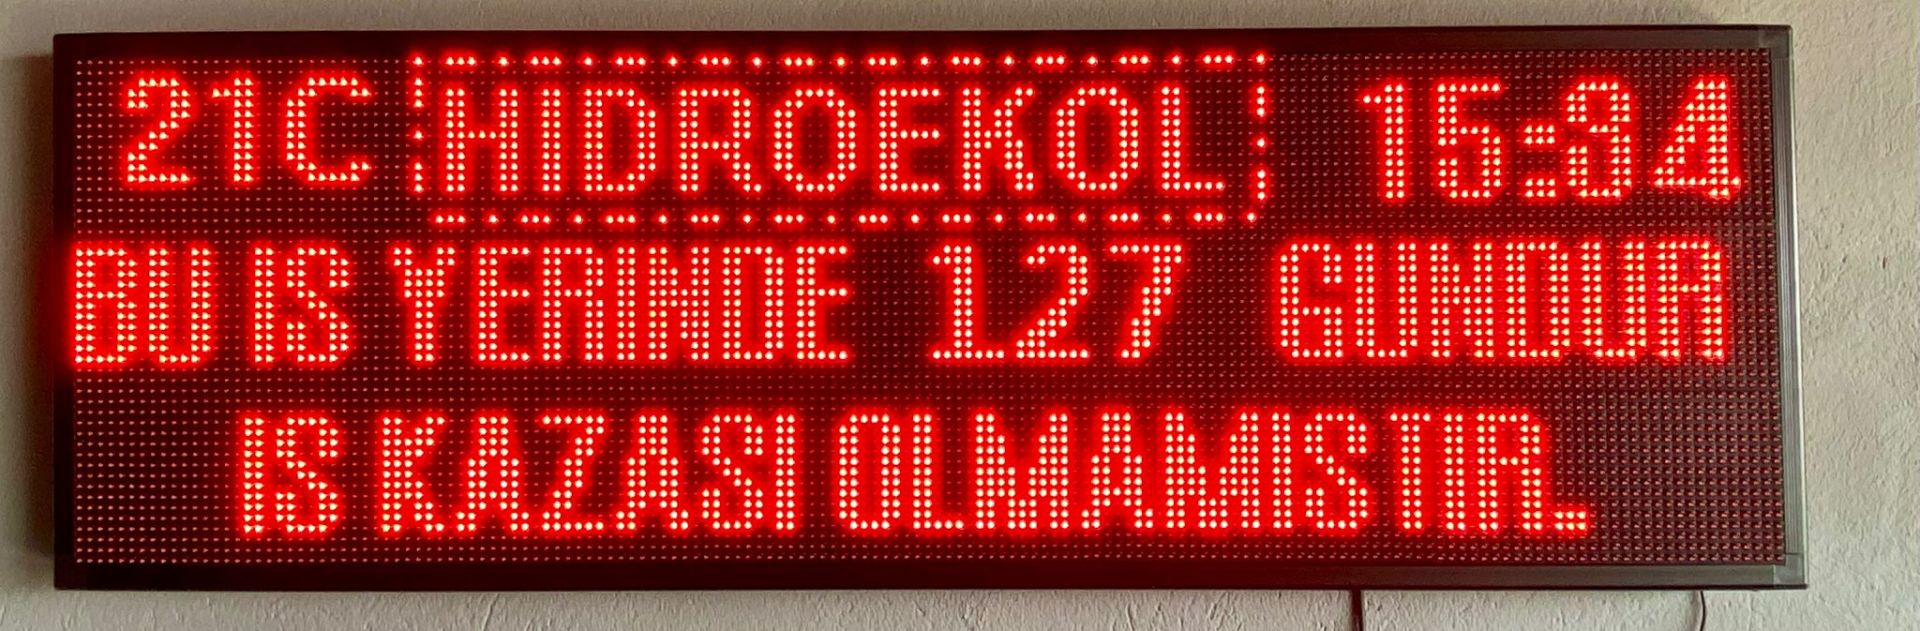 21C HIDROEKOL 15:34
BU IS YERINDE 127 GUNDUR
IS KAZASI OLMAMISTIR.